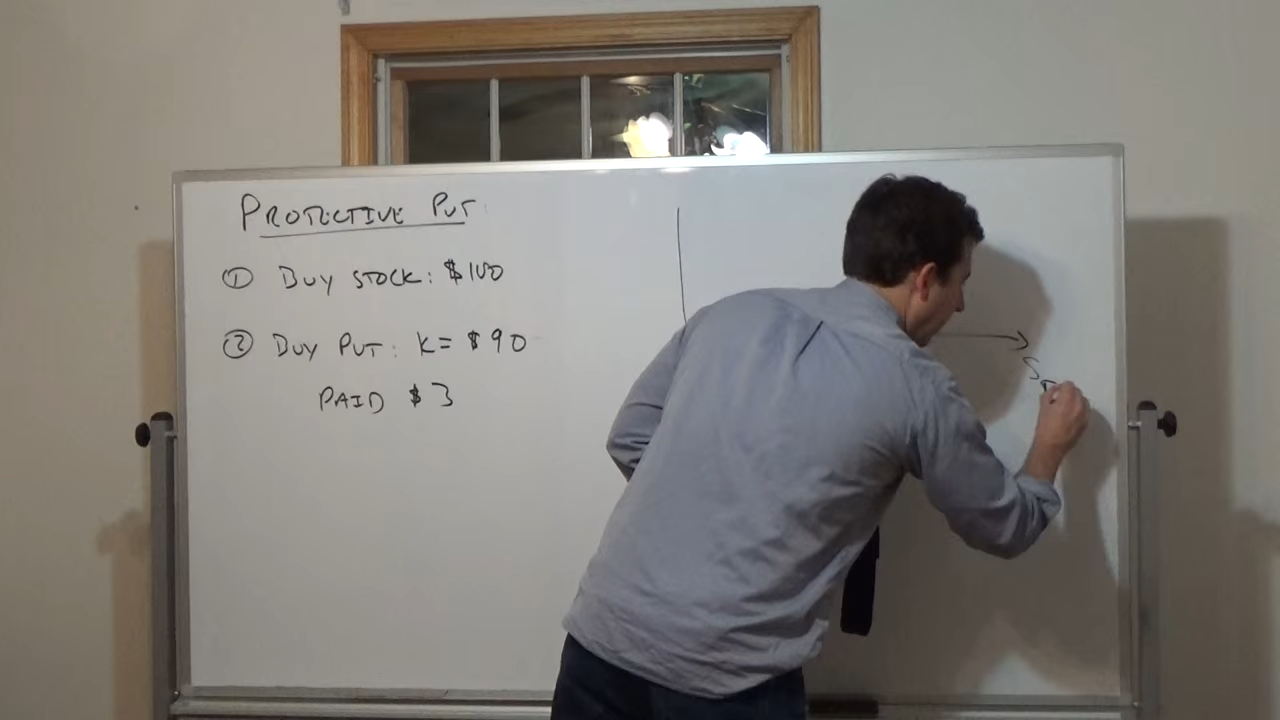 PROTECTIVE PUT
① BUY STOCK: $100
② BUY PUT: K= $90
PAID $3